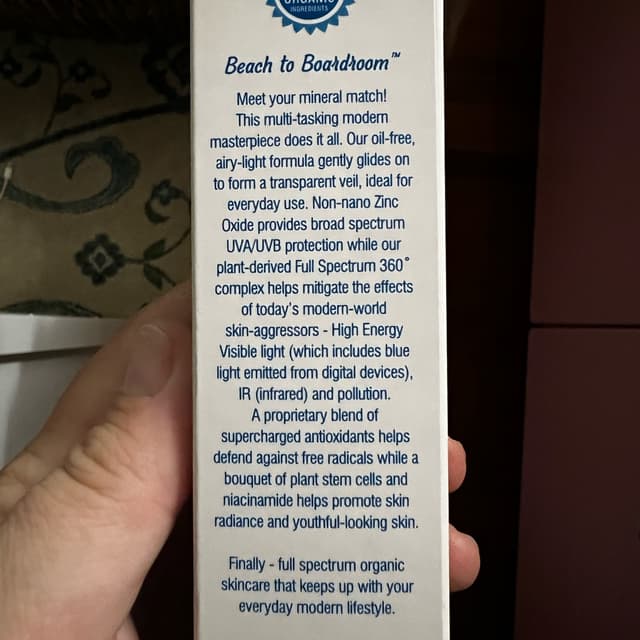 ORGANIC
INGREDIENTS
Beach to Boardroom™
Meet your mineral match!
This multi-tasking modern
masterpiece does it all. Our oil-free,
airy-light formula gently glides on
to form a transparent veil, ideal for
everyday use. Non-nano Zinc
Oxide provides broad spectrum
UVA/UVB protection while our
plant-derived Full Spectrum 360°
complex helps mitigate the effects
of today's modern-world
skin-aggressors - High Energy
Visible light (which includes blue
light emitted from digital devices),
IR (infrared) and pollution.
A proprietary blend of
supercharged antioxidants helps
defend against free radicals while a
bouquet of plant stem cells and
niacinamide helps promote skin
radiance and youthful-looking skin.
Finally - full spectrum organic
skincare that keeps up with your
everyday modern lifestyle.